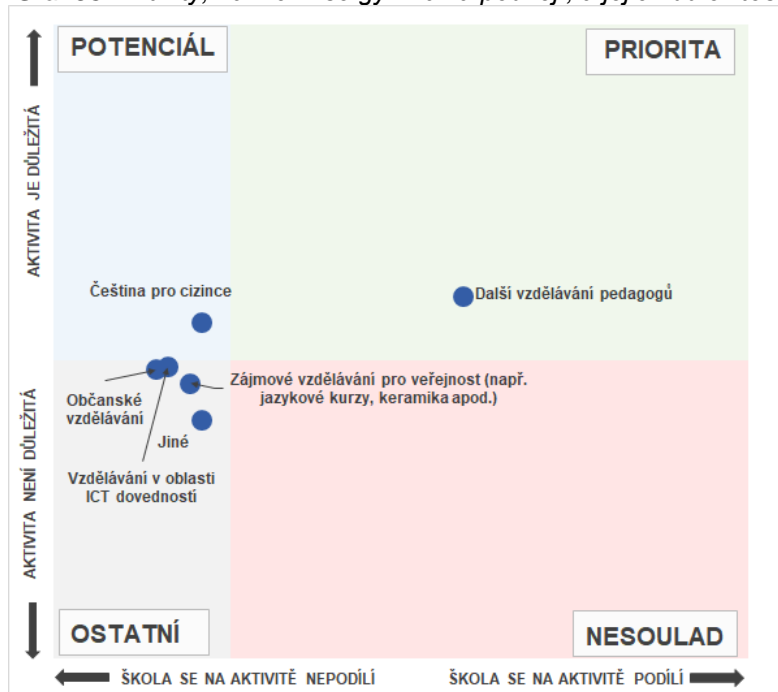 POTENCIÁL
PRIORITA
AKTIVITA JE DŮLEŽITÁ
Čeština pro cizince
Další vzdělávání pedagogů
Zájmové vzdělávání pro veřejnost (např.
jazykové kurzy, keramika apod.)
Občanské
vzdělávání
Jiné
Vzdělávání v oblasti
ICT dovedností
AKTIVITA NENÍ DŮLEŽITÁ
OSTATNÍ
NESOULAD
ŠKOLA SE NA AKTIVITĚ NEPODÍLÍ
ŠKOLA SE NA AKTIVITĚ PODÍLÍ